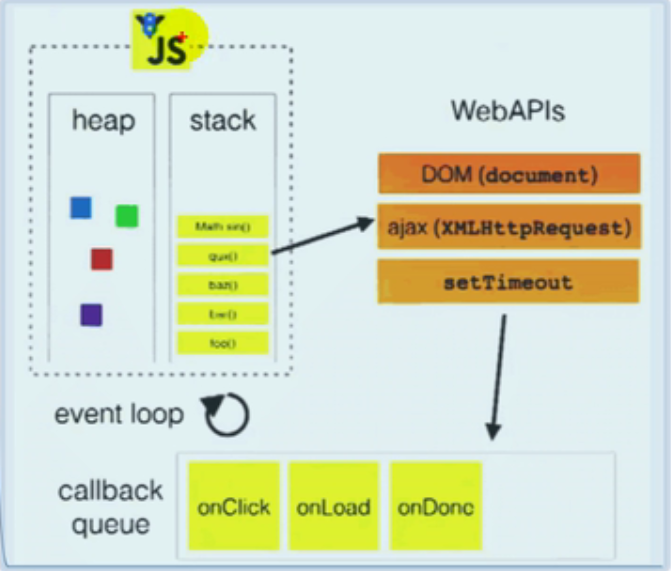 JS
heap
stack
WebAPIs
Math sin()
qux()
baz()
bar()
foo()
DOM (document)
ajax (XMLHttpRequest)
setTimeout
event loop
callback
queue
onClick
onLoad
onDone